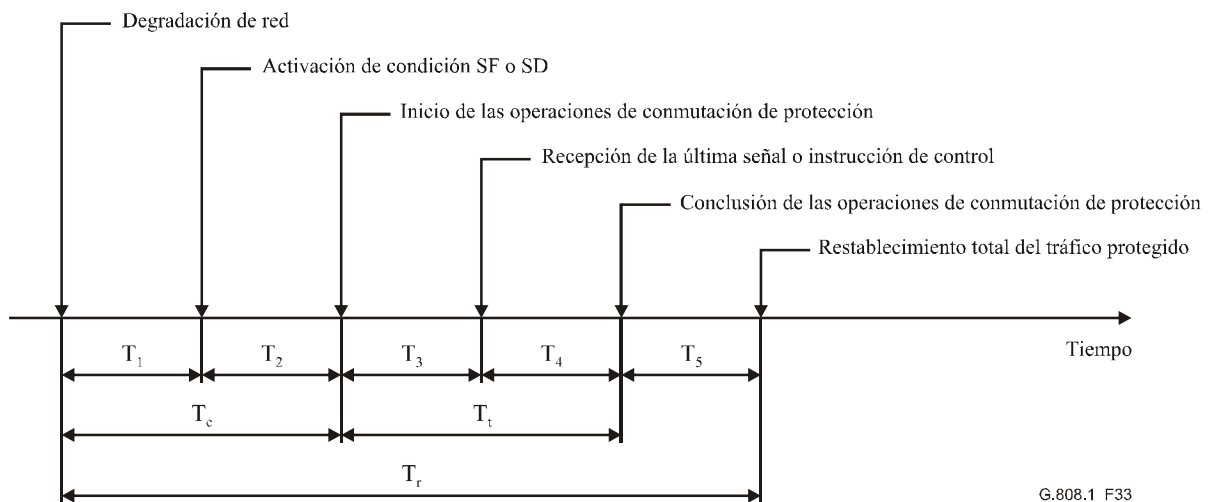 Degradación de red
Activación de condición SF o SD
Inicio de las operaciones de conmutación de protección
Recepción de la última señal o instrucción de control
Conclusión de las operaciones de conmutación de protección
Restablecimiento total del tráfico protegido
Tiempo
T1 T2 T3 T4 T5
Tc Tt
Tr
G.808.1_F33